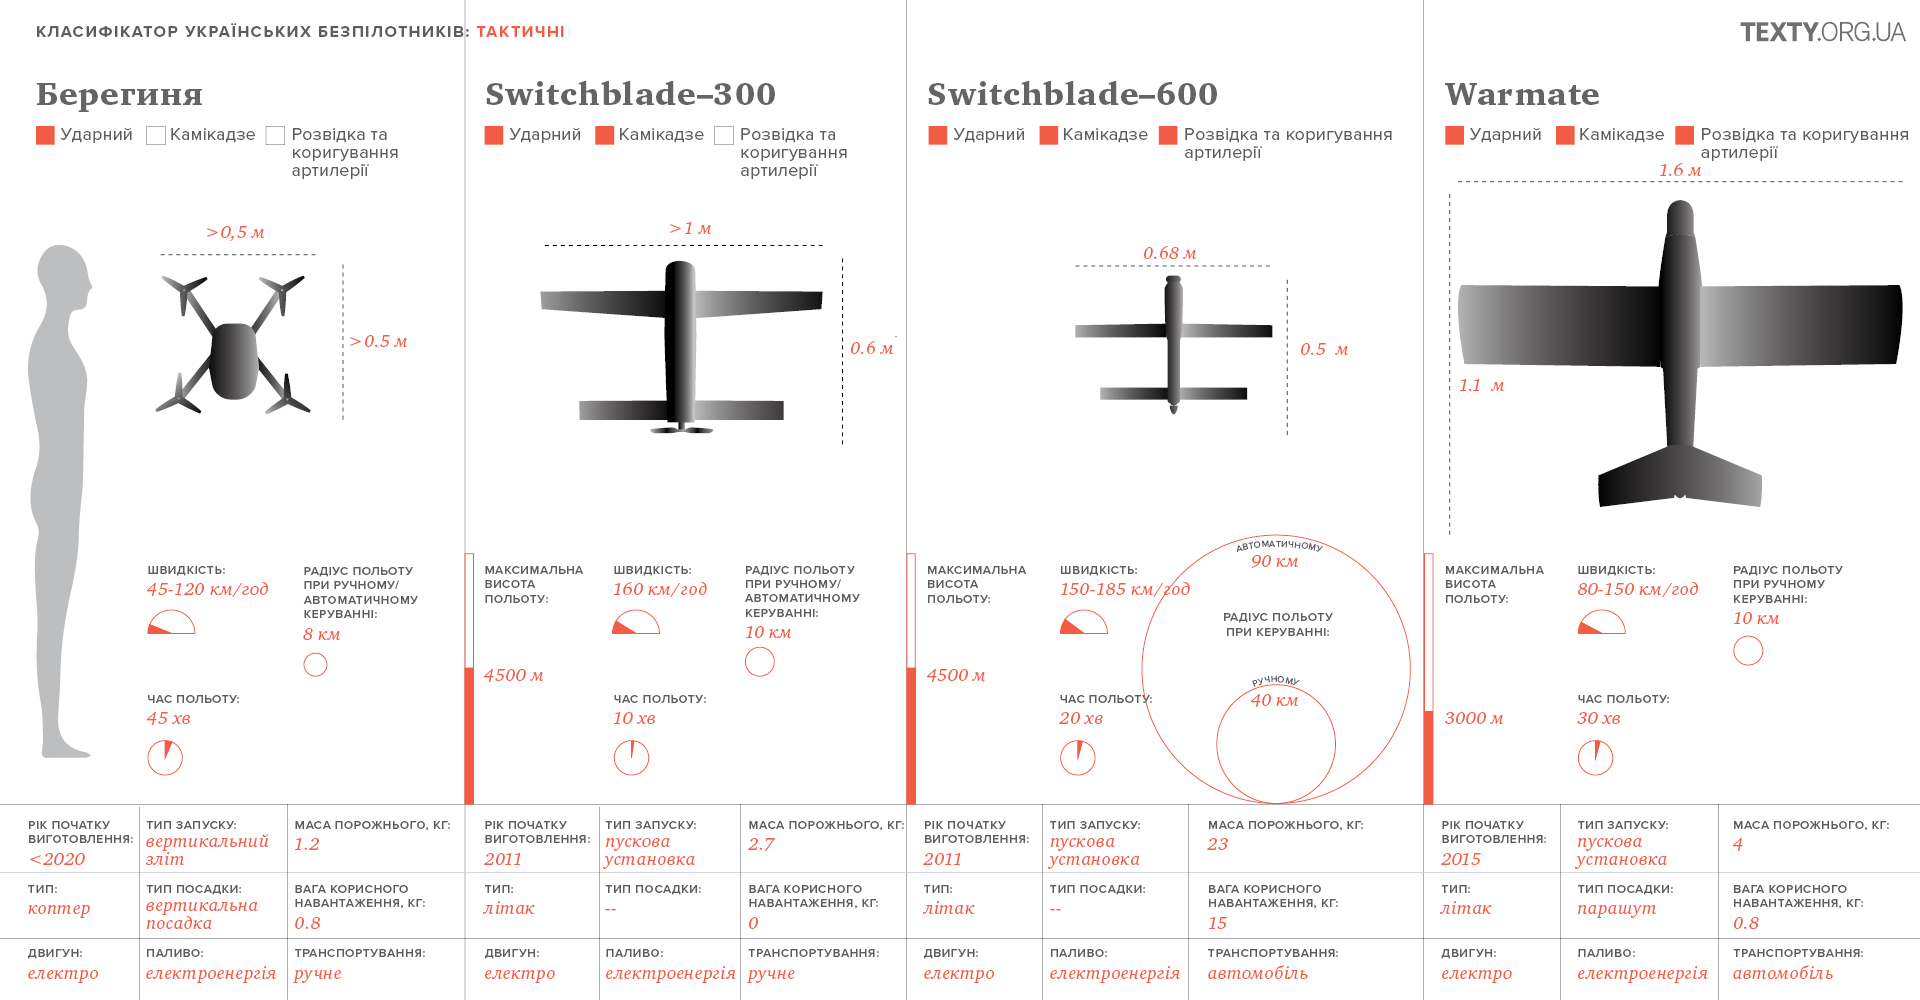 КЛАСИФІКАТОР УКРАЇНСЬКИХ БЕЗПІЛОТНИКІВ: ТАКТИЧНІ
TEXTY.ORG.UA
Берегиня
Ударний
Камікадзе
Розвідка та
коригування
артилерії
>0,5 м
>0.5 м
ШВИДКІСТЬ:
45-120 км/год
РАДІУС ПОЛЬОТУ
ПРИ РУЧНОМУ/
АВТОМАТИЧНОМУ
КЕРУВАННІ:
8 км
ЧАС ПОЛЬОТУ:
45 хв
РІК ПОЧАТКУ
ВИГОТОВЛЕННЯ:
<2020
ТИП ЗАПУСКУ:
вертикальний
зліт
МАСА ПОРОЖНЬОГО, КГ:
1.2
ТИП:
коптер
ТИП ПОСАДКИ:
вертикальна
посадка
ВАГА КОРИСНОГО
НАВАНТАЖЕННЯ, КГ:
0.8
ДВИГУН:
електро
ПАЛИВО:
електроенергія
ТРАНСПОРТУВАННЯ:
ручне
Switchblade–300
Ударний
Камікадзе
Розвідка та
коригування
артилерії
>1 м
0.6 м
МАКСИМАЛЬНА
ВИСОТА
ПОЛЬОТУ:
4500 м
ШВИДКІСТЬ:
160 км/год
РАДІУС ПОЛЬОТУ
ПРИ РУЧНОМУ/
АВТОМАТИЧНОМУ
КЕРУВАННІ:
10 км
ЧАС ПОЛЬОТУ:
10 хв
РІК ПОЧАТКУ
ВИГОТОВЛЕННЯ:
2011
ТИП ЗАПУСКУ:
пускова
установка
МАСА ПОРОЖНЬОГО, КГ:
2.7
ТИП:
літак
ТИП ПОСАДКИ:
--
ВАГА КОРИСНОГО
НАВАНТАЖЕННЯ, КГ:
0
ДВИГУН:
електро
ПАЛИВО:
електроенергія
ТРАНСПОРТУВАННЯ:
ручне
Switchblade–600
Ударний
Камікадзе
Розвідка та коригування
артилерії
0.68 м
0.5 м
МАКСИМАЛЬНА
ВИСОТА
ПОЛЬОТУ:
4500 м
ШВИДКІСТЬ:
150-185 км/год
АВТОМАТИЧНОМУ
90 км
РАДІУС ПОЛЬОТУ
ПРИ КЕРУВАННІ:
РУЧНОМУ
40 км
ЧАС ПОЛЬОТУ:
20 хв
РІК ПОЧАТКУ
ВИГОТОВЛЕННЯ:
2011
ТИП ЗАПУСКУ:
пускова
установка
МАСА ПОРОЖНЬОГО, КГ:
23
ТИП:
літак
ТИП ПОСАДКИ:
--
ВАГА КОРИСНОГО
НАВАНТАЖЕННЯ, КГ:
15
ДВИГУН:
електро
ПАЛИВО:
електроенергія
ТРАНСПОРТУВАННЯ:
автомобіль
Warmate
Ударний
Камікадзе
Розвідка та коригування
артилерії
1.6 м
1.1 м
МАКСИМАЛЬНА
ВИСОТА
ПОЛЬОТУ:
3000 м
ШВИДКІСТЬ:
80-150 км/год
РАДІУС ПОЛЬОТУ
ПРИ РУЧНОМУ
КЕРУВАННІ:
10 км
ЧАС ПОЛЬОТУ:
30 хв
РІК ПОЧАТКУ
ВИГОТОВЛЕННЯ:
2015
ТИП ЗАПУСКУ:
пускова
установка
МАСА ПОРОЖНЬОГО, КГ:
4
ТИП:
літак
ТИП ПОСАДКИ:
парашут
ВАГА КОРИСНОГО
НАВАНТАЖЕННЯ, КГ:
0.8
ДВИГУН:
електро
ПАЛИВО:
електроенергія
ТРАНСПОРТУВАННЯ:
автомобіль